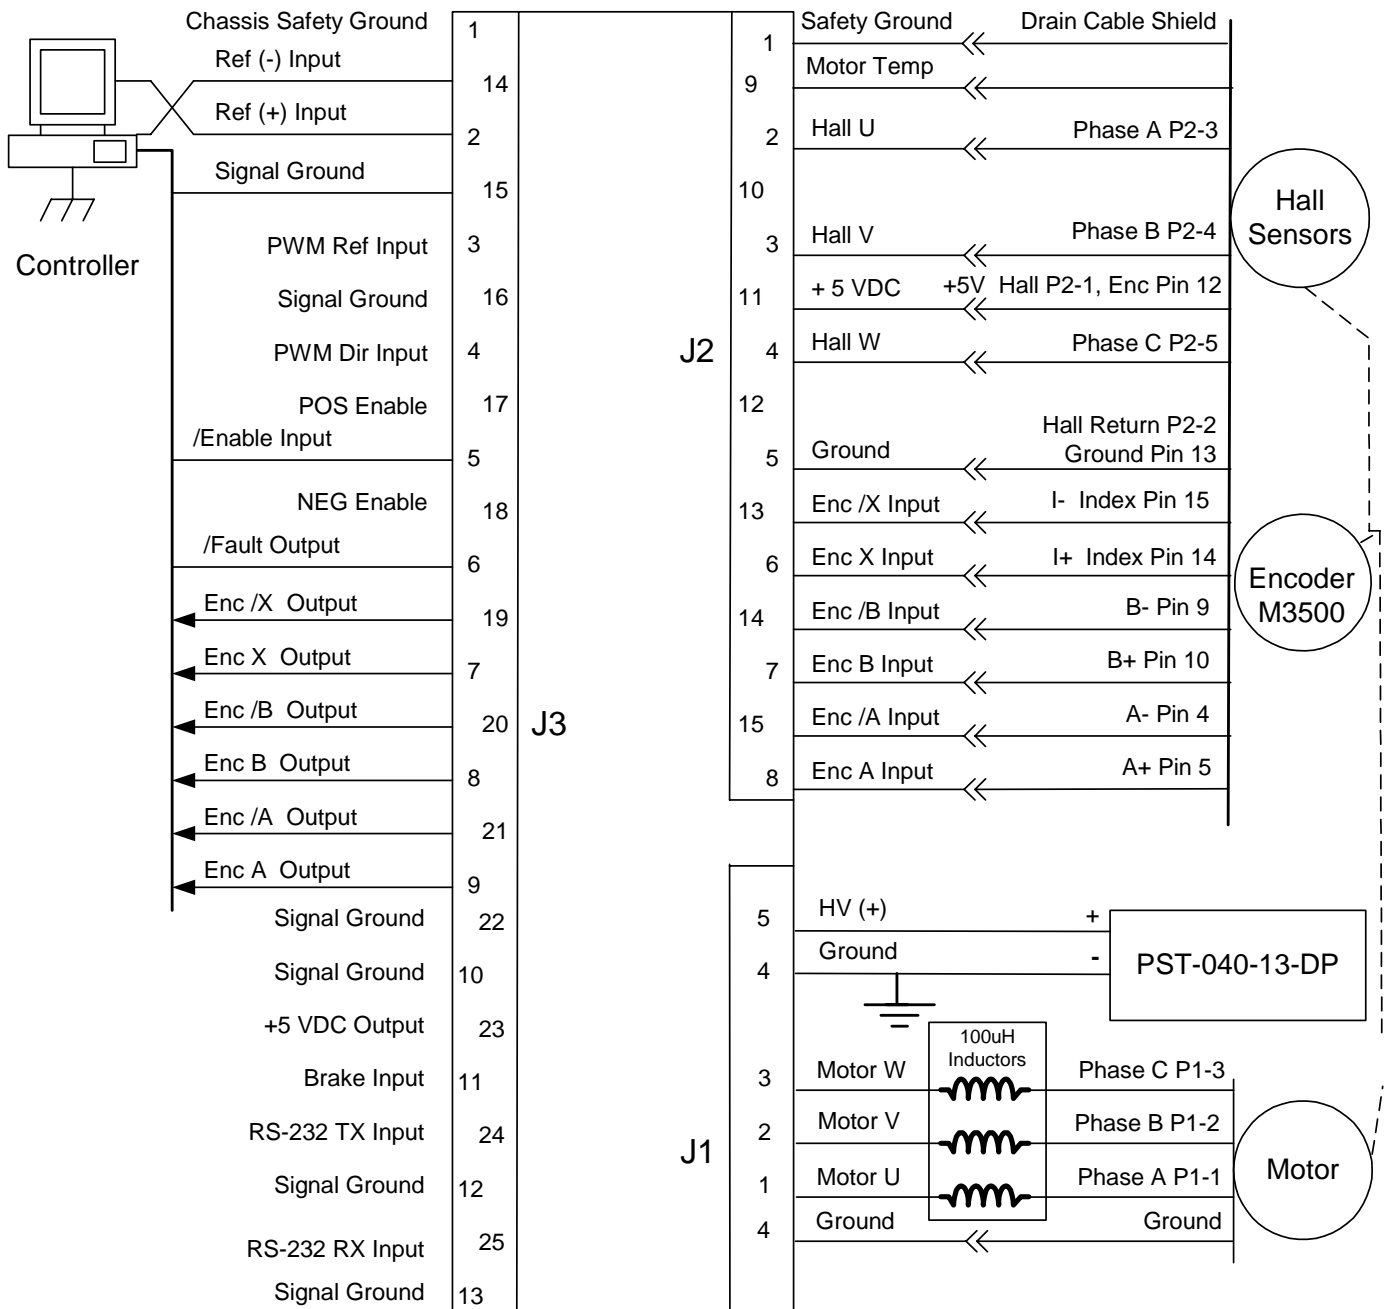 Chassis Safety Ground 1
Ref (-) Input 14
Ref (+) Input 2
Signal Ground 15
PWM Ref Input 3
Signal Ground 16
PWM Dir Input 4
POS Enable 17
/Enable Input 5
NEG Enable 18
/Fault Output 6
Enc /X Output 19
Enc X Output 7
Enc /B Output 20
Enc B Output 8
Enc /A Output 21
Enc A Output 9
Signal Ground 22
Signal Ground 10
+5 VDC Output 23
Brake Input 11
RS-232 TX Input 24
Signal Ground 12
RS-232 RX Input 25
Signal Ground 13
Controller
J3
J2
1 Safety Ground Drain Cable Shield
9 Motor Temp
2 Hall U Phase A P2-3
10
3 Hall V Phase B P2-4
11 + 5 VDC +5V Hall P2-1, Enc Pin 12
4 Hall W Phase C P2-5
12
Hall Return P2-2
5 Ground Ground Pin 13
13 Enc /X Input I- Index Pin 15
6 Enc X Input I+ Index Pin 14
14 Enc /B Input B- Pin 9
7 Enc B Input B+ Pin 10
15 Enc /A Input A- Pin 4
8 Enc A Input A+ Pin 5
Hall
Sensors
Encoder
M3500
J1
5 HV (+) +
4 Ground -
PST-040-13-DP
100uH
Inductors
3 Motor W Phase C P1-3
2 Motor V Phase B P1-2
1 Motor U Phase A P1-1
4 Ground Ground
Motor